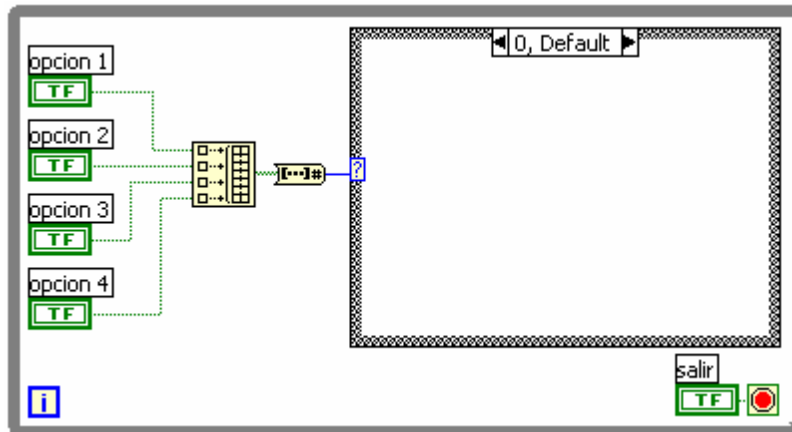 0, Default
opcion 1
TF
opcion 2
TF
opcion 3
TF
opcion 4
TF
[...]#
?
salir
TF
i